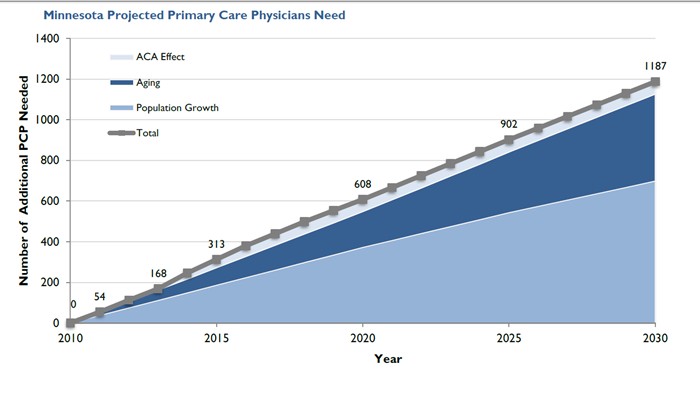 Minnesota Projected Primary Care Physicians Need
1400
1200
1000
800
600
400
200
0
Number of Additional PCP Needed
ACA Effect
Aging
Population Growth
Total
0
54
168
313
608
902
1187
2010
2015
2020
2025
2030
Year